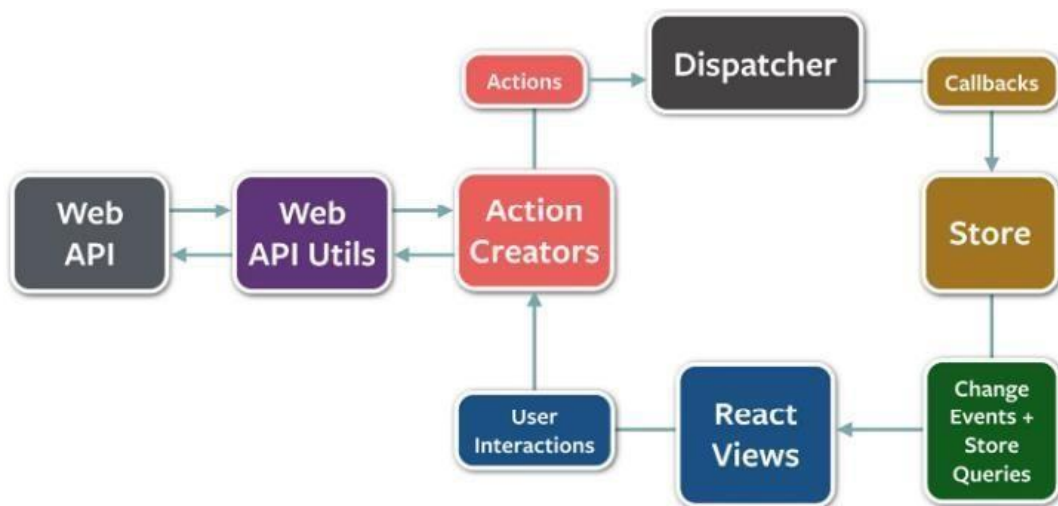 Dispatcher
Actions
Callbacks
Web
API
Web
API Utils
Action
Creators
Store
User
Interactions
React
Views
Change
Events +
Store
Queries